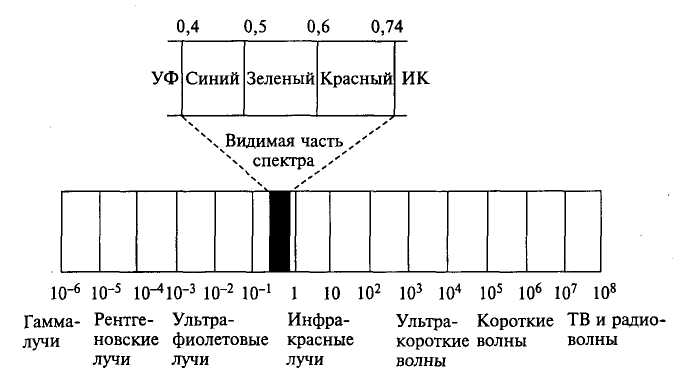 0,4 0,5 0,6 0,74
УФ Синий Зеленый Красный ИК
Видимая часть
спектра
10⁻⁶ 10⁻⁵ 10⁻⁴ 10⁻³ 10⁻² 10⁻¹ 1 10 10² 10³ 10⁴ 10⁵ 10⁶ 10⁷ 10⁸
Гамма-
лучи
Рентге-
новские
лучи
Ультра-
фиолетовые
лучи
Инфра-
красные
лучи
Ультра-
короткие
волны
Короткие
волны
ТВ и радио-
волны